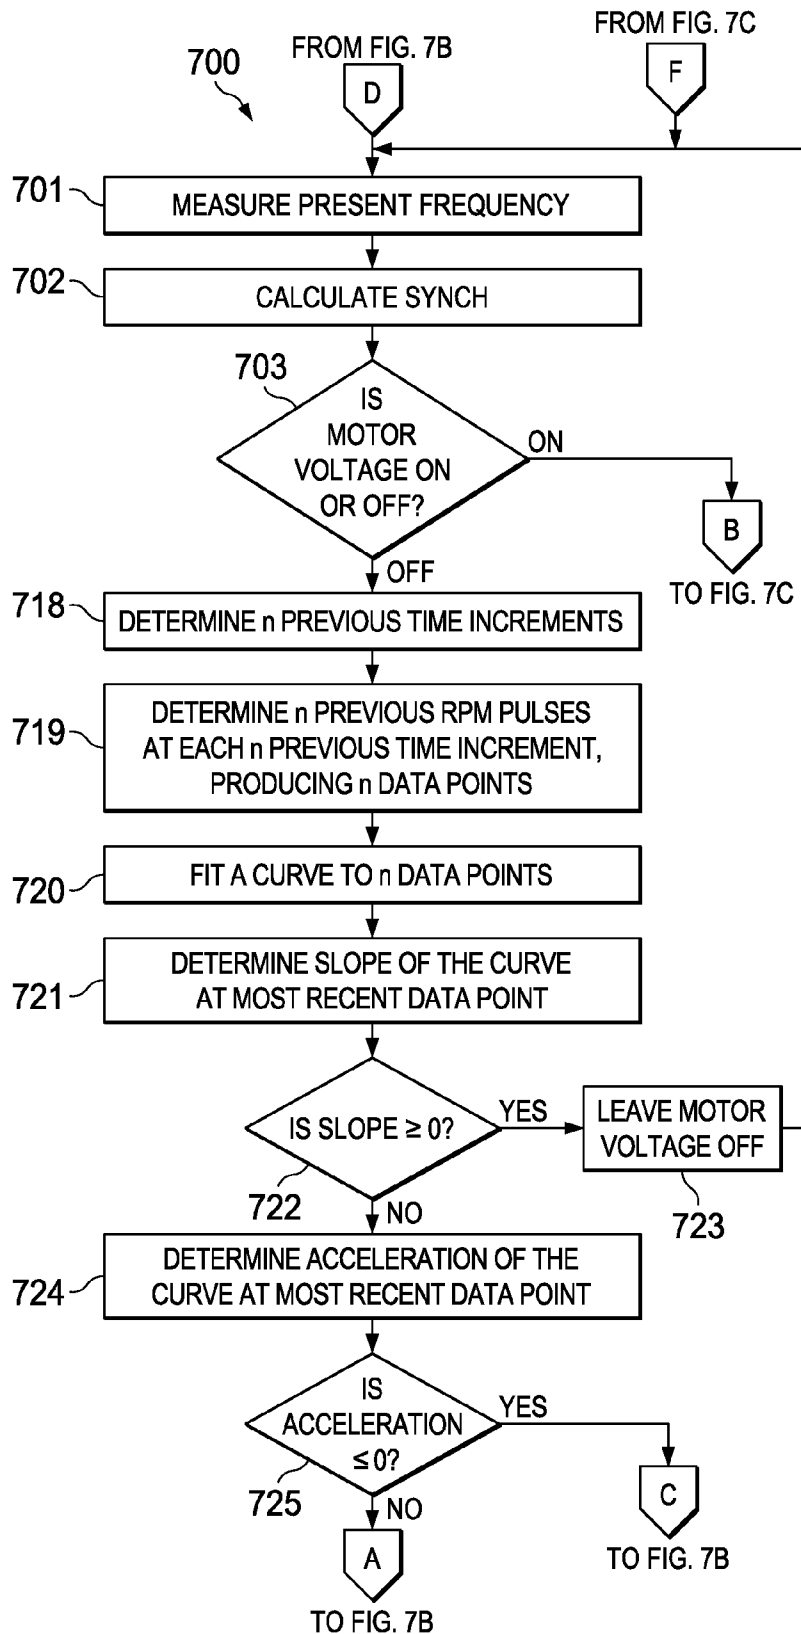 FROM FIG. 7B
FROM FIG. 7C
700
D
F
701
MEASURE PRESENT FREQUENCY
702
CALCULATE SYNCH
703
IS
MOTOR
VOLTAGE ON
OR OFF?
ON
B
TO FIG. 7C
OFF
718
DETERMINE n PREVIOUS TIME INCREMENTS
719
DETERMINE n PREVIOUS RPM PULSES
AT EACH n PREVIOUS TIME INCREMENT,
PRODUCING n DATA POINTS
720
FIT A CURVE TO n DATA POINTS
721
DETERMINE SLOPE OF THE CURVE
AT MOST RECENT DATA POINT
IS SLOPE ≥ 0?
YES
LEAVE MOTOR
VOLTAGE OFF
722
723
NO
724
DETERMINE ACCELERATION OF THE
CURVE AT MOST RECENT DATA POINT
IS
ACCELERATION
≤ 0?
YES
725
NO
C
TO FIG. 7B
A
TO FIG. 7B